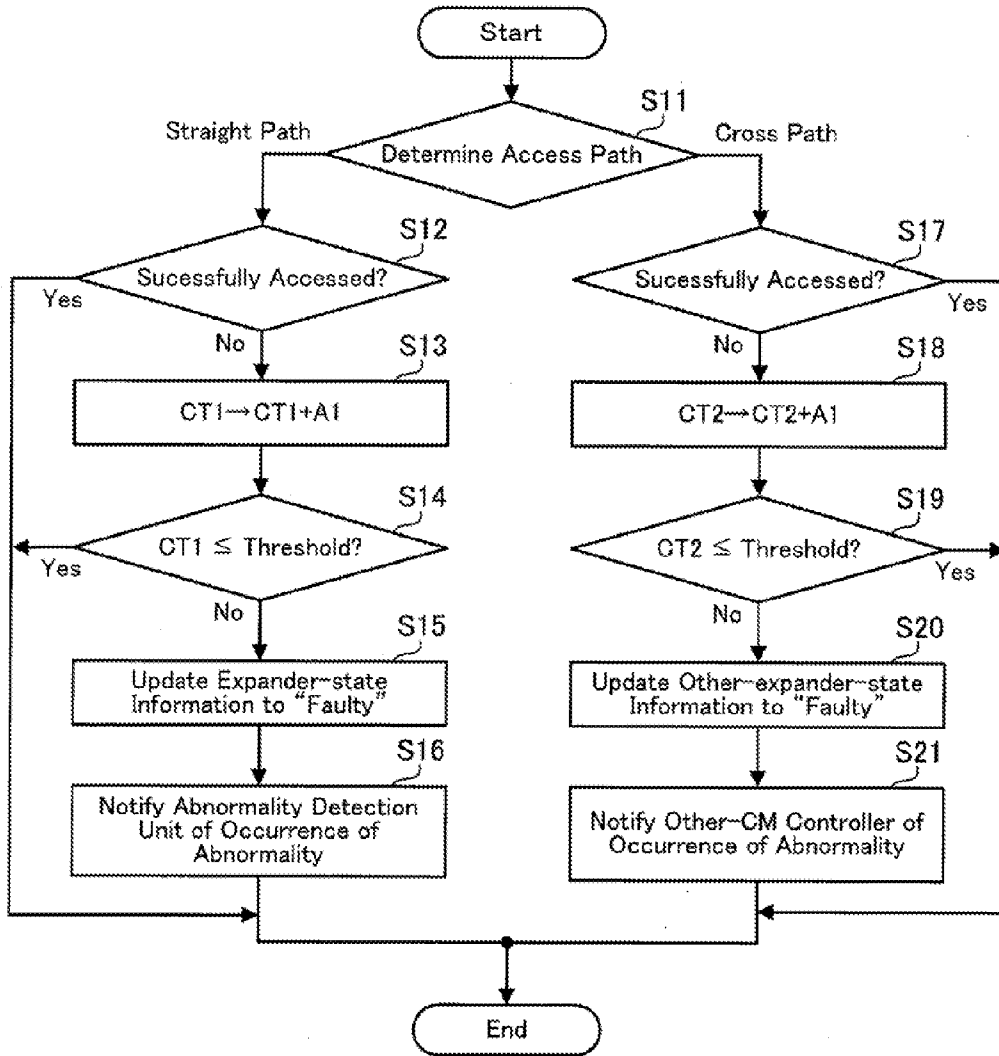 Start
S11
Straight Path
Cross Path
Determine Access Path
S12
S17
Sucessfully Accessed?
Sucessfully Accessed?
Yes
Yes
No
No
S13
S18
CT1→CT1+A1
CT2→CT2+A1
S14
S19
CT1 ≤ Threshold?
CT2 ≤ Threshold?
Yes
Yes
No
No
S15
S20
Update Expander-state
Information to “Faulty”
Update Other-expander-state
Information to “Faulty”
S16
S21
Notify Abnormality Detection
Unit of Occurrence of
Abnormality
Notify Other-CM Controller of
Occurrence of Abnormality
End